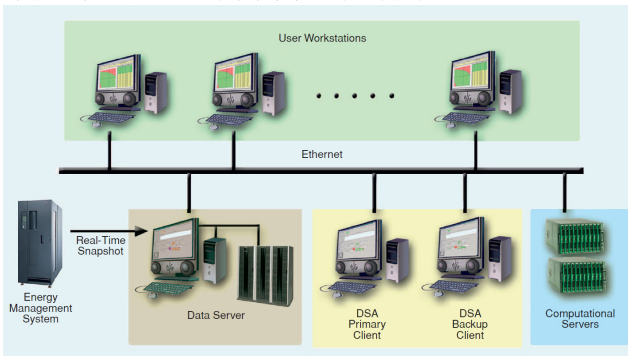 User Workstations
Ethernet
Real-Time
Snapshot
Energy
Management
System
Data Server
DSA
Primary
Client
DSA
Backup
Client
Computational
Servers